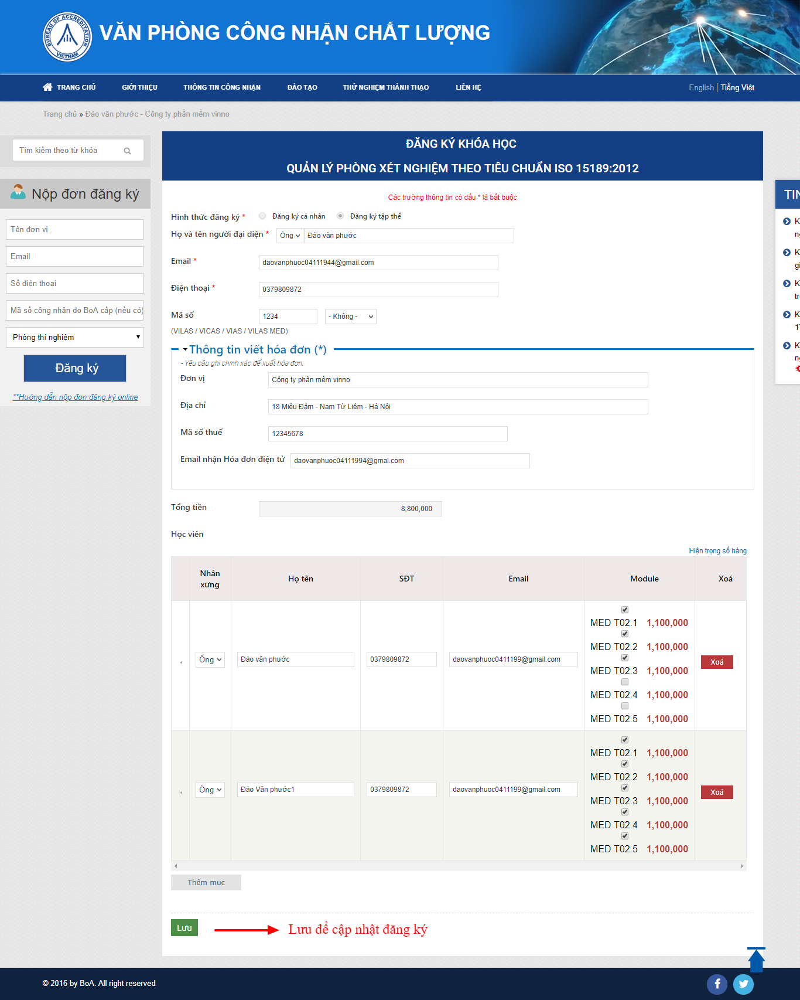 BUREAU OF ACCREDITATION
VIETNAM
VĂN PHÒNG CÔNG NHẬN CHẤT LƯỢNG
TRANG CHỦ
GIỚI THIỆU
THÔNG TIN CÔNG NHẬN
ĐÀO TẠO
THỬ NGHIỆM THÀNH THẠO
LIÊN HỆ
English | Tiếng Việt
Trang chủ » Đào văn phước - Công ty phần mềm vinno
Tìm kiếm theo từ khóa
Nộp đơn đăng ký
Tên đơn vị
Email
Số điện thoại
Mã số công nhận do BoA cấp (nếu có)
Phòng thí nghiệm
Đăng ký
**Hướng dẫn nộp đơn đăng ký online
ĐĂNG KÝ KHÓA HỌC
QUẢN LÝ PHÒNG XÉT NGHIỆM THEO TIÊU CHUẨN ISO 15189:2012
Các trường thông tin có dấu * là bắt buộc
Hình thức đăng ký * Đăng ký cá nhân Đăng ký tập thể
Họ và tên người đại diện * Ông Đào văn phước
Email * daovanphuoc04111944@gmail.com
Điện thoại * 0379809872
Mã số 1234 - Không -
(VILAS / VICAS / VIAS / VILAS MED)
Thông tin viết hóa đơn (*)
- Yêu cầu ghi chính xác để xuất hóa đơn.
Đơn vị Công ty phần mềm vinno
Địa chỉ 18 Miếu Đầm - Nam Từ Liêm - Hà Nội
Mã số thuế 12345678
Email nhận Hóa đơn điện tử daovanphuoc04111994@gmal.com
Tổng tiền 8,800,000
Học viên
Hiện trọng số hàng
Nhân xưng Họ tên SĐT Email Module Xoá
MED T02.1 1,100,000
MED T02.2 1,100,000
Ông Đào văn phước 0379809872 daovanphuoc0411199@gmail.com Xoá
MED T02.3 1,100,000
MED T02.4 1,100,000
MED T02.5 1,100,000
MED T02.1 1,100,000
MED T02.2 1,100,000
Ông Đào Văn phước1 0379809872 daovanphuoc0411199@gmail.com Xoá
MED T02.3 1,100,000
MED T02.4 1,100,000
MED T02.5 1,100,000
Thêm mục
Lưu
Lưu để cập nhật đăng ký
TIN
© 2016 by BoA. All right reserved